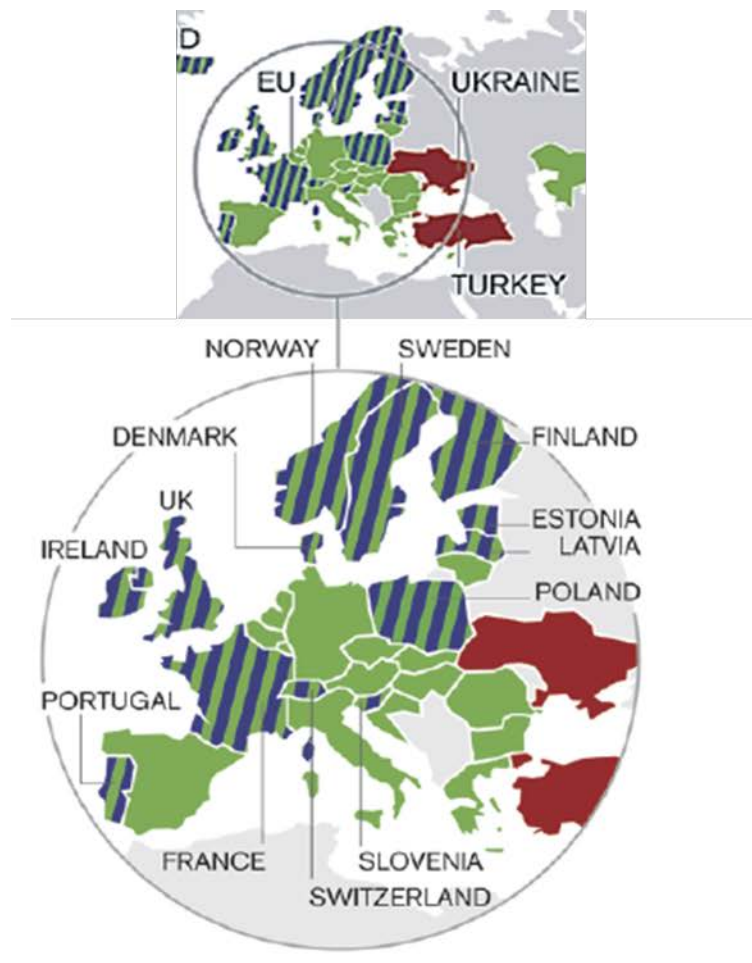 D
EU
UKRAINE
TURKEY
NORWAY
SWEDEN
DENMARK
FINLAND
UK
ESTONIA
IRELAND
LATVIA
POLAND
PORTUGAL
FRANCE
SLOVENIA
SWITZERLAND